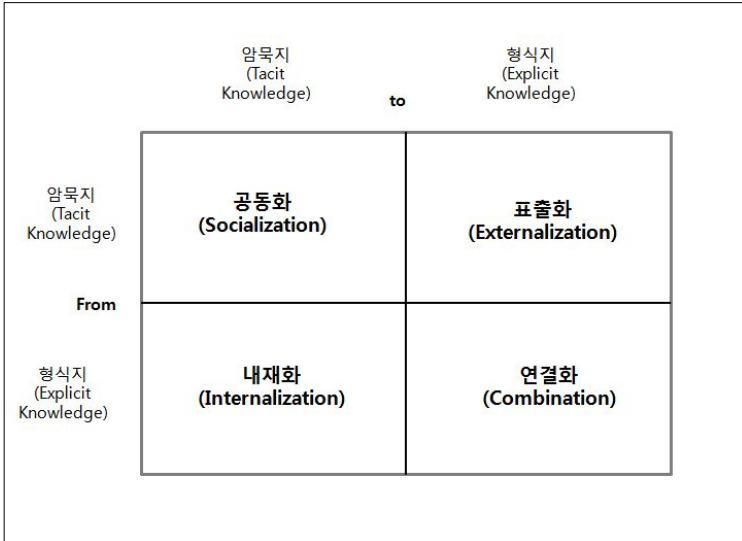 암묵지
(Tacit
Knowledge)
to
형식지
(Explicit
Knowledge)
암묵지
(Tacit
Knowledge)
공동화
(Socialization)
표출화
(Externalization)
From
형식지
(Explicit
Knowledge)
내재화
(Internalization)
연결화
(Combination)